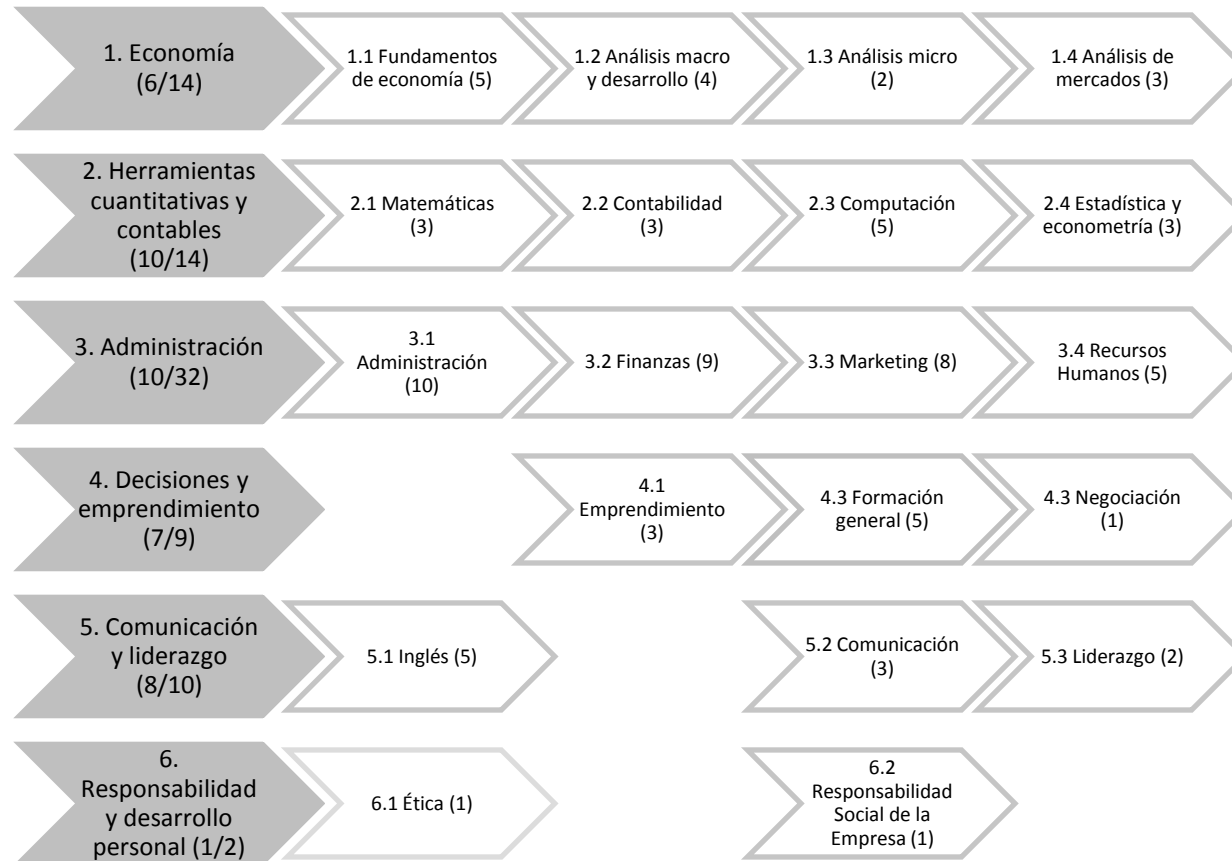 1. Economía
(6/14)
1.1 Fundamentos
de economía (5)
1.2 Análisis macro
y desarrollo (4)
1.3 Análisis micro
(2)
1.4 Análisis de
mercados (3)
2. Herramientas
cuantitativas y
contables
(10/14)
2.1 Matemáticas
(3)
2.2 Contabilidad
(3)
2.3 Computación
(5)
2.4 Estadística y
econometría (3)
3. Administración
(10/32)
3.1
Administración
(10)
3.2 Finanzas (9)
3.3 Marketing (8)
3.4 Recursos
Humanos (5)
4. Decisiones y
emprendimiento
(7/9)
4.1
Emprendimiento
(3)
4.3 Formación
general (5)
4.3 Negociación
(1)
5. Comunicación
y liderazgo
(8/10)
5.1 Inglés (5)
5.2 Comunicación
(3)
5.3 Liderazgo (2)
6.
Responsabilidad
y desarrollo
personal (1/2)
6.1 Ética (1)
6.2
Responsabilidad
Social de la
Empresa (1)